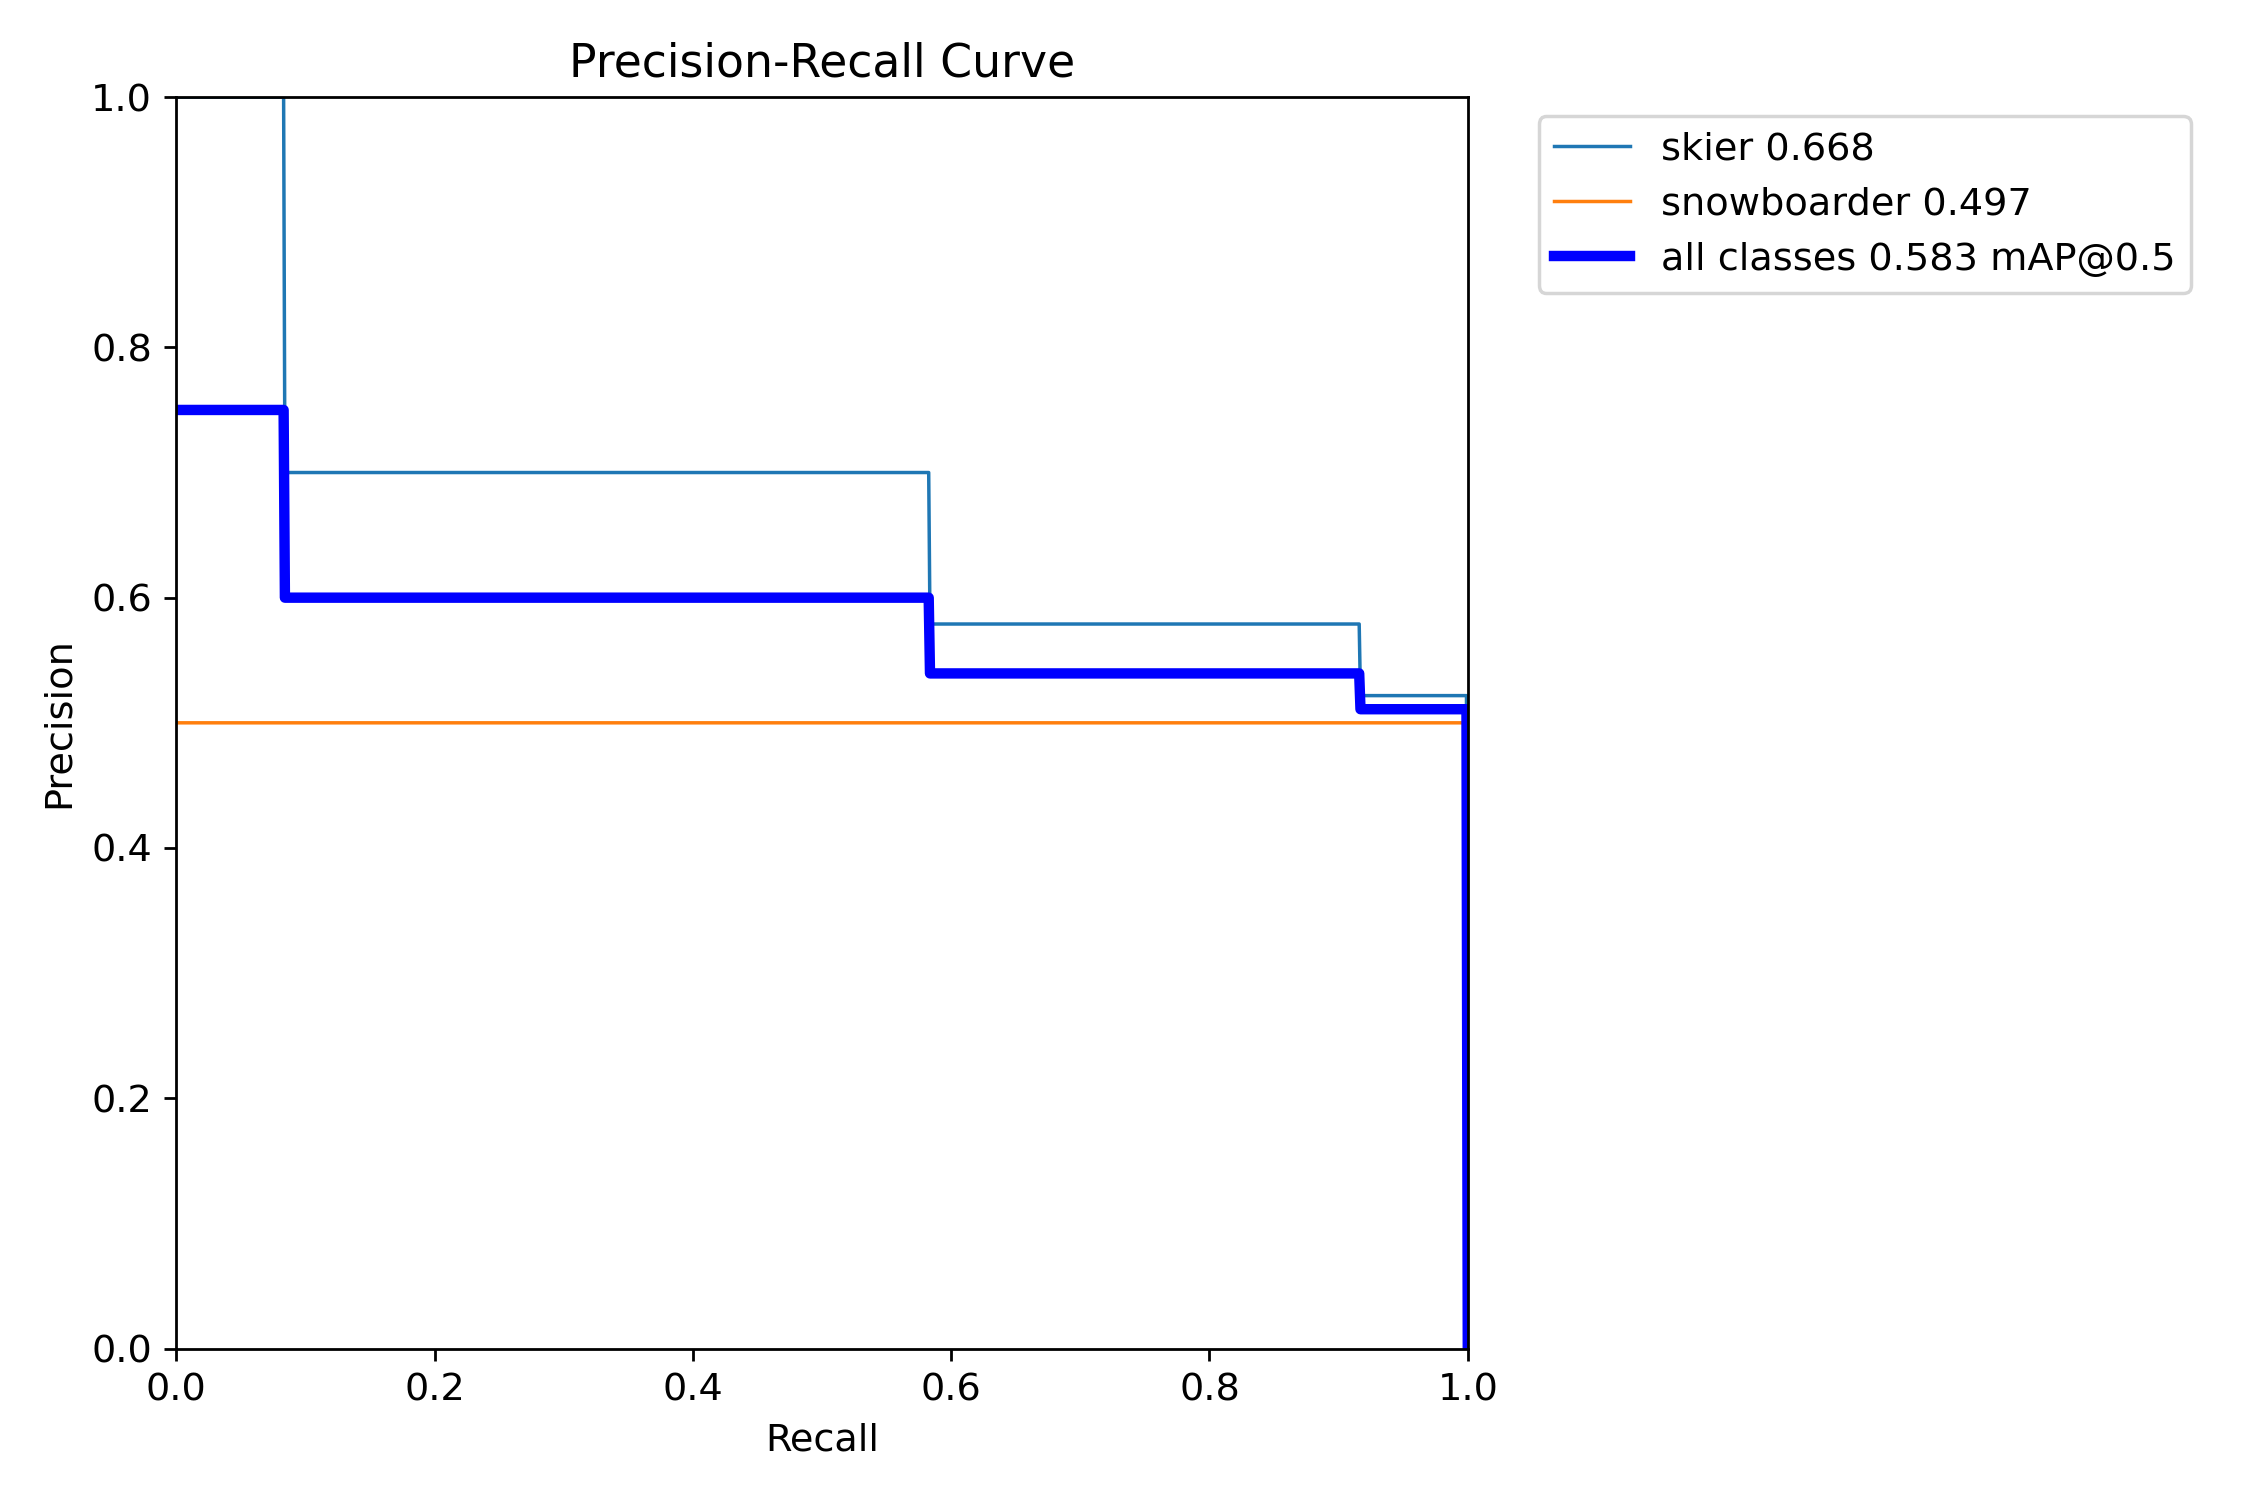 Precision-Recall Curve
1.0
0.8
0.6
0.4
0.2
0.0
Precision
0.0 0.2 0.4 0.6 0.8 1.0
Recall
skier 0.668
snowboarder 0.497
all classes 0.583 mAP@0.5